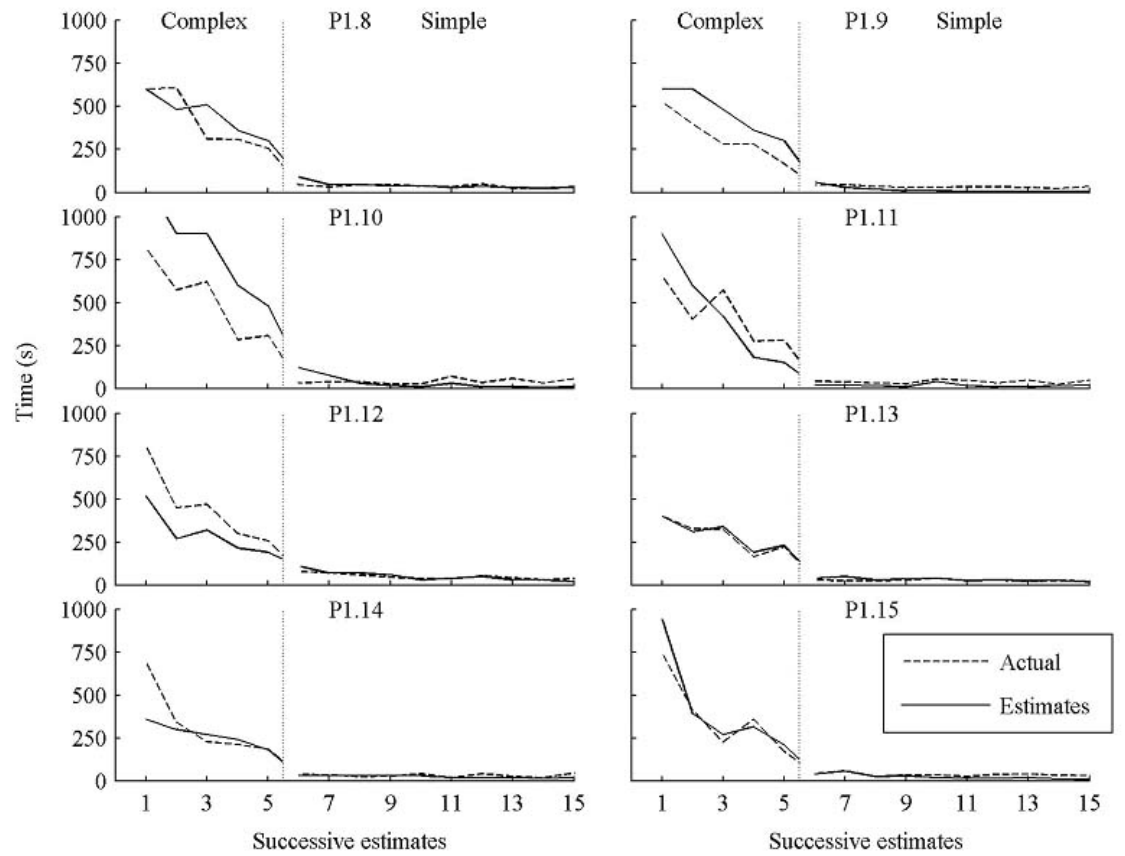 Complex P1.8 Simple
1000
750
500
250
0
Complex P1.9 Simple
P1.10
1000
750
500
250
0
P1.11
P1.12
1000
750
500
250
0
P1.13
P1.14
1000
750
500
250
0
P1.15
Actual
Estimates
Time (s)
1 3 5 7 9 11 13 15
1 3 5 7 9 11 13 15
Successive estimates
Successive estimates